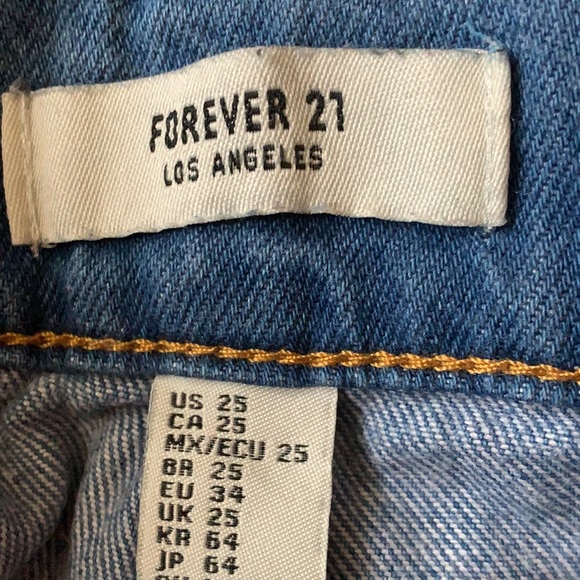 FOREVER 21
LOS ANGELES
US 25
CA 25
MX/ECU 25
BR 25
EU 34
UK 25
KR 64
JP 64